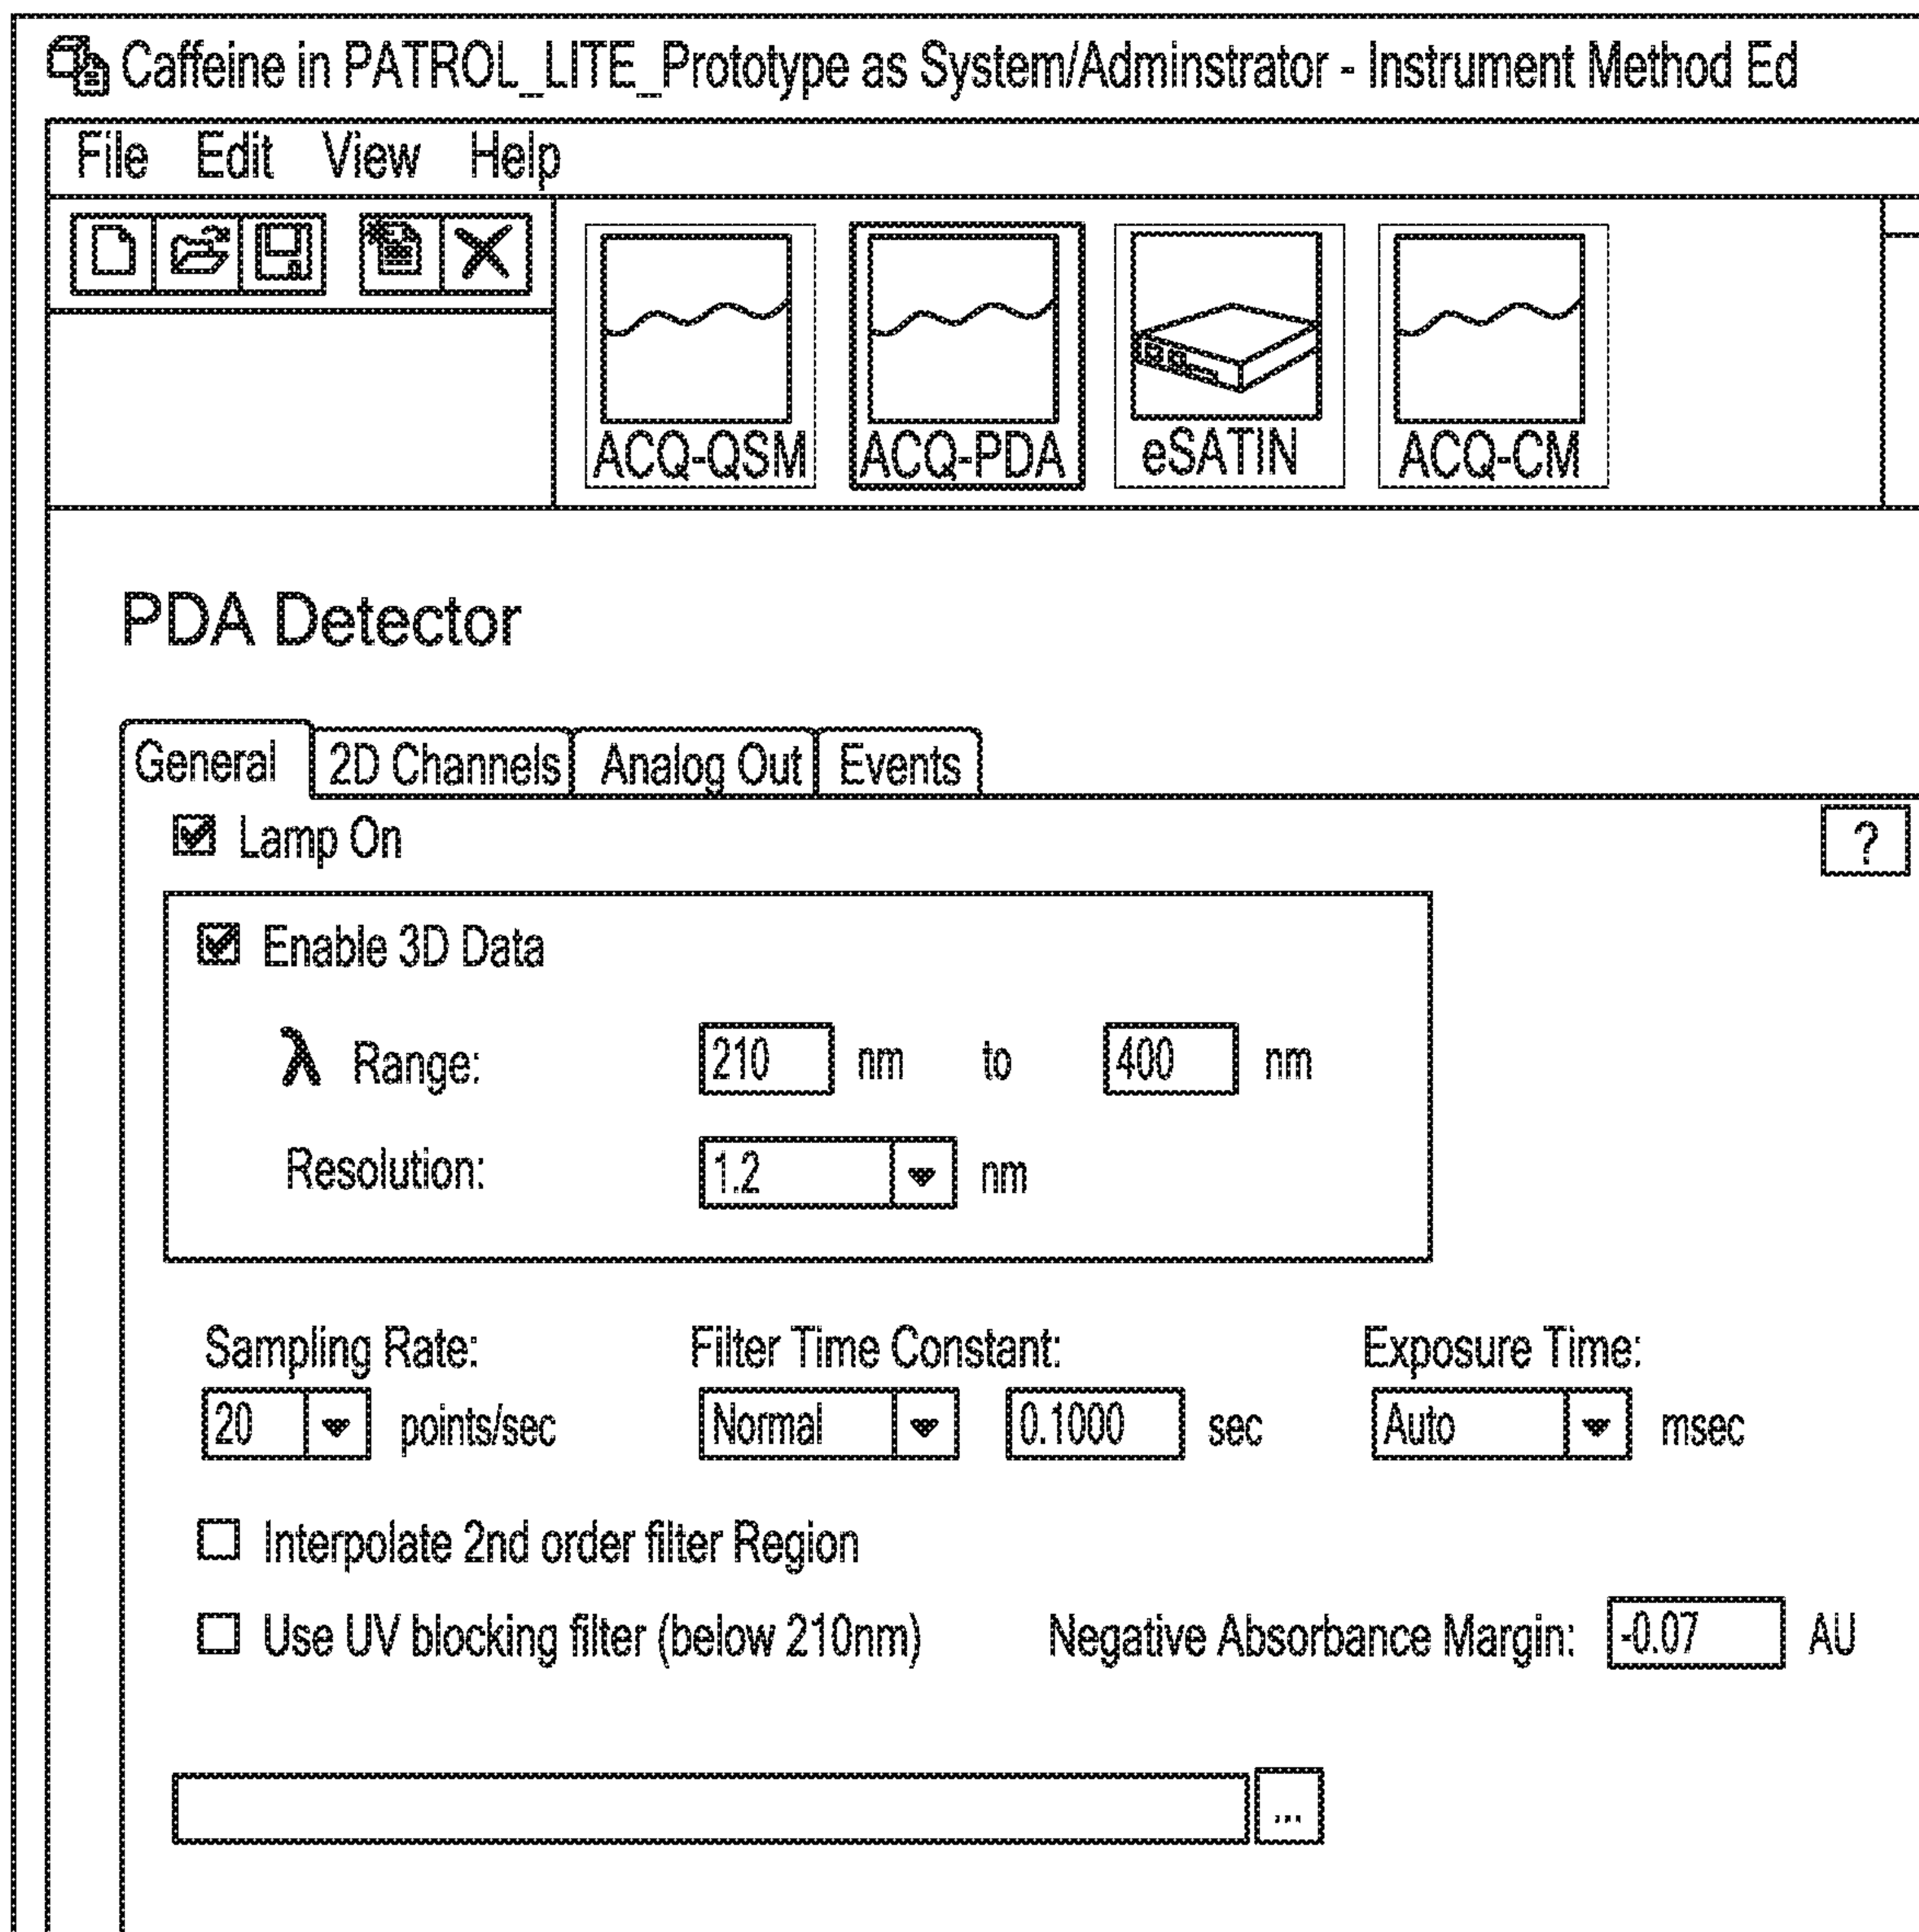 Caffeine in PATROL_LITE_Prototype as System/Adminstrator - Instrument Method Ed
File Edit View Help
ACQ-QSM ACQ-PDA eSATIN ACQ-CM
PDA Detector
General 2D Channels Analog Out Events
Lamp On ?
Enable 3D Data
λ Range: 210 nm to 400 nm
Resolution: 1.2 nm
Sampling Rate: Filter Time Constant: Exposure Time:
20 points/sec Normal 0.1000 sec Auto msec
Interpolate 2nd order filter Region
Use UV blocking filter (below 210nm) Negative Absorbance Margin: -0.07 AU
...